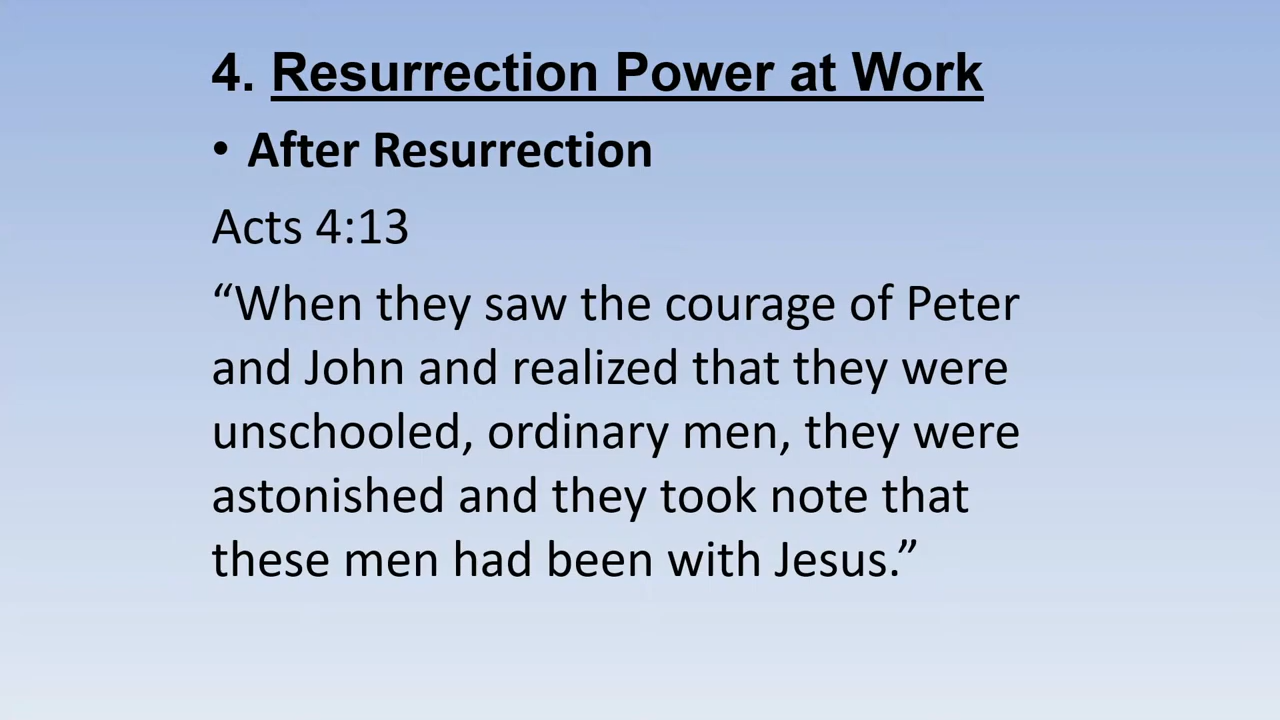 4. Resurrection Power at Work
• After Resurrection
Acts 4:13
“When they saw the courage of Peter
and John and realized that they were
unschooled, ordinary men, they were
astonished and they took note that
these men had been with Jesus.”